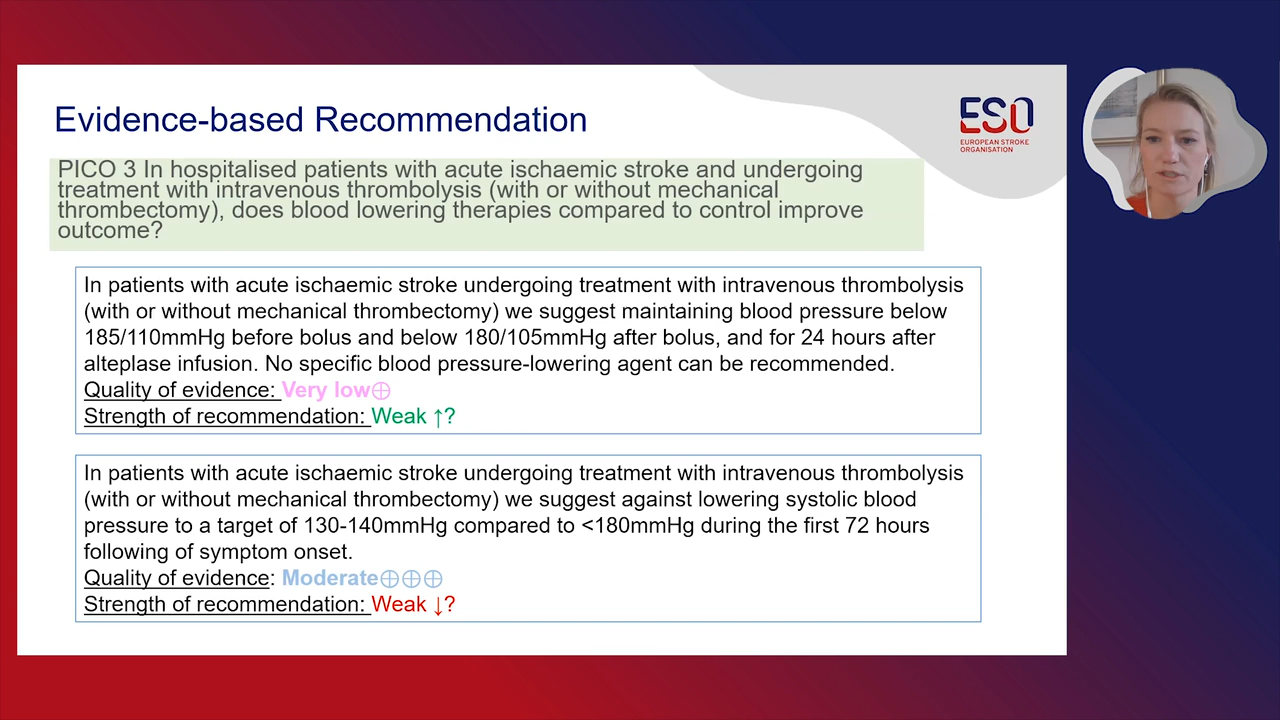 Evidence-based Recommendation
ESO
EUROPEAN STROKE
ORGANISATION
PICO 3 In hospitalised patients with acute ischaemic stroke and undergoing
treatment with intravenous thrombolysis (with or without mechanical
thrombectomy), does blood lowering therapies compared to control improve
outcome?
In patients with acute ischaemic stroke undergoing treatment with intravenous thrombolysis
(with or without mechanical thrombectomy) we suggest maintaining blood pressure below
185/110mmHg before bolus and below 180/105mmHg after bolus, and for 24 hours after
alteplase infusion. No specific blood pressure-lowering agent can be recommended.
Quality of evidence: Very low⊕
Strength of recommendation: Weak ↑?
In patients with acute ischaemic stroke undergoing treatment with intravenous thrombolysis
(with or without mechanical thrombectomy) we suggest against lowering systolic blood
pressure to a target of 130-140mmHg compared to <180mmHg during the first 72 hours
following of symptom onset.
Quality of evidence: Moderate⊕⊕⊕
Strength of recommendation: Weak ↓?